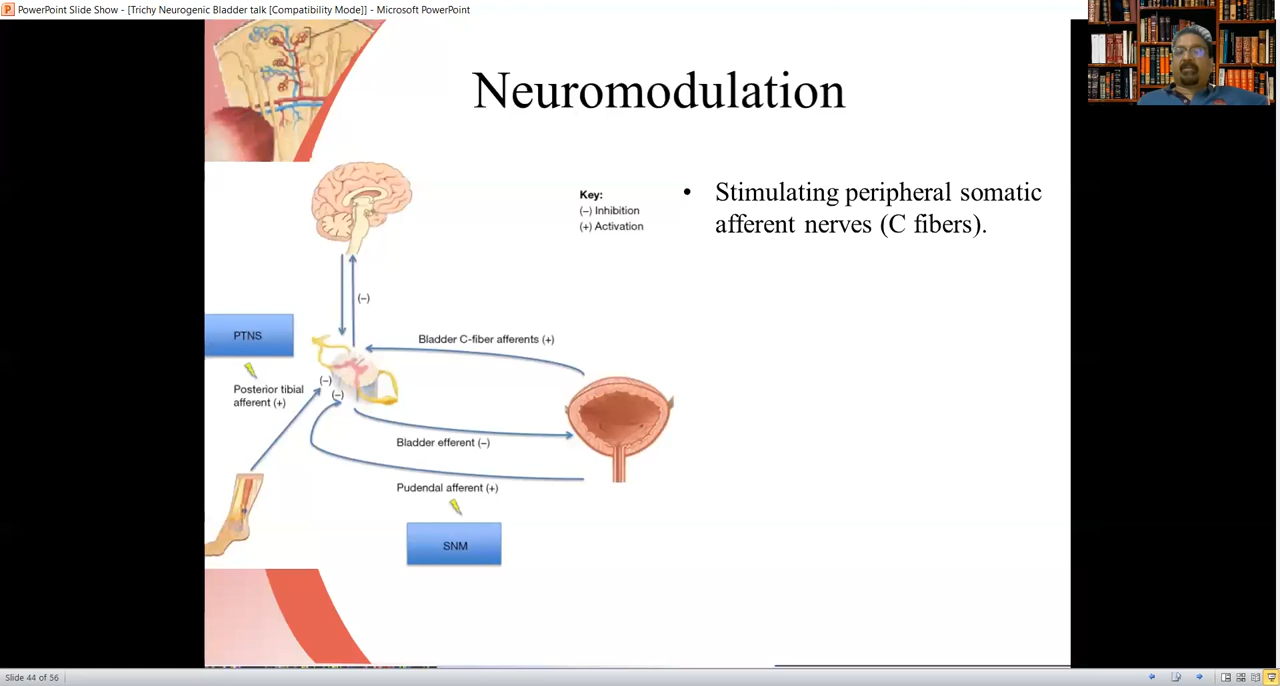 PowerPoint Slide Show - [Trichy Neurogenic Bladder talk [Compatibility Mode]] - Microsoft PowerPoint
Neuromodulation
Key:
(–) Inhibition
(+) Activation
• Stimulating peripheral somatic
afferent nerves (C fibers).
(–)
PTNS
Bladder C-fiber afferents (+)
Posterior tibial
afferent (+)
(–)
(–)
Bladder efferent (–)
Pudendal afferent (+)
SNM
Slide 44 of 56